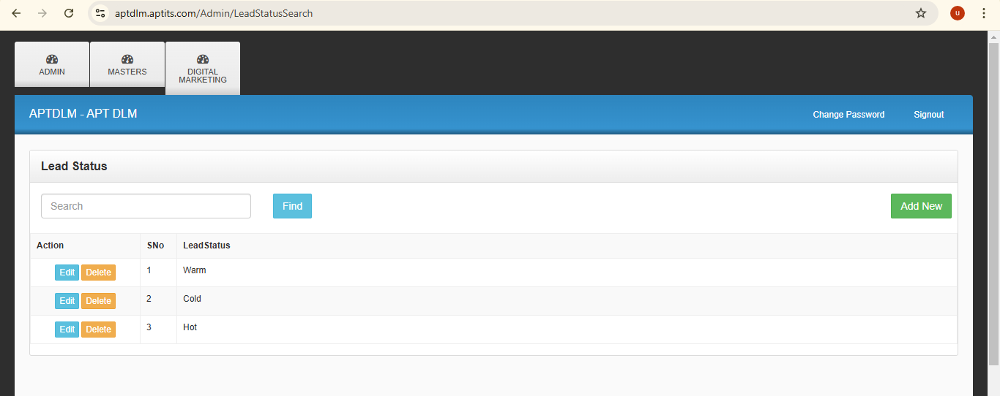 aptdlm.aptits.com/Admin/LeadStatusSearch
u
ADMIN
MASTERS
DIGITAL
MARKETING
APTDLM - APT DLM
Change Password
Signout
Lead Status
Search
Find
Add New
Action SNo LeadStatus
Edit Delete 1 Warm
Edit Delete 2 Cold
Edit Delete 3 Hot